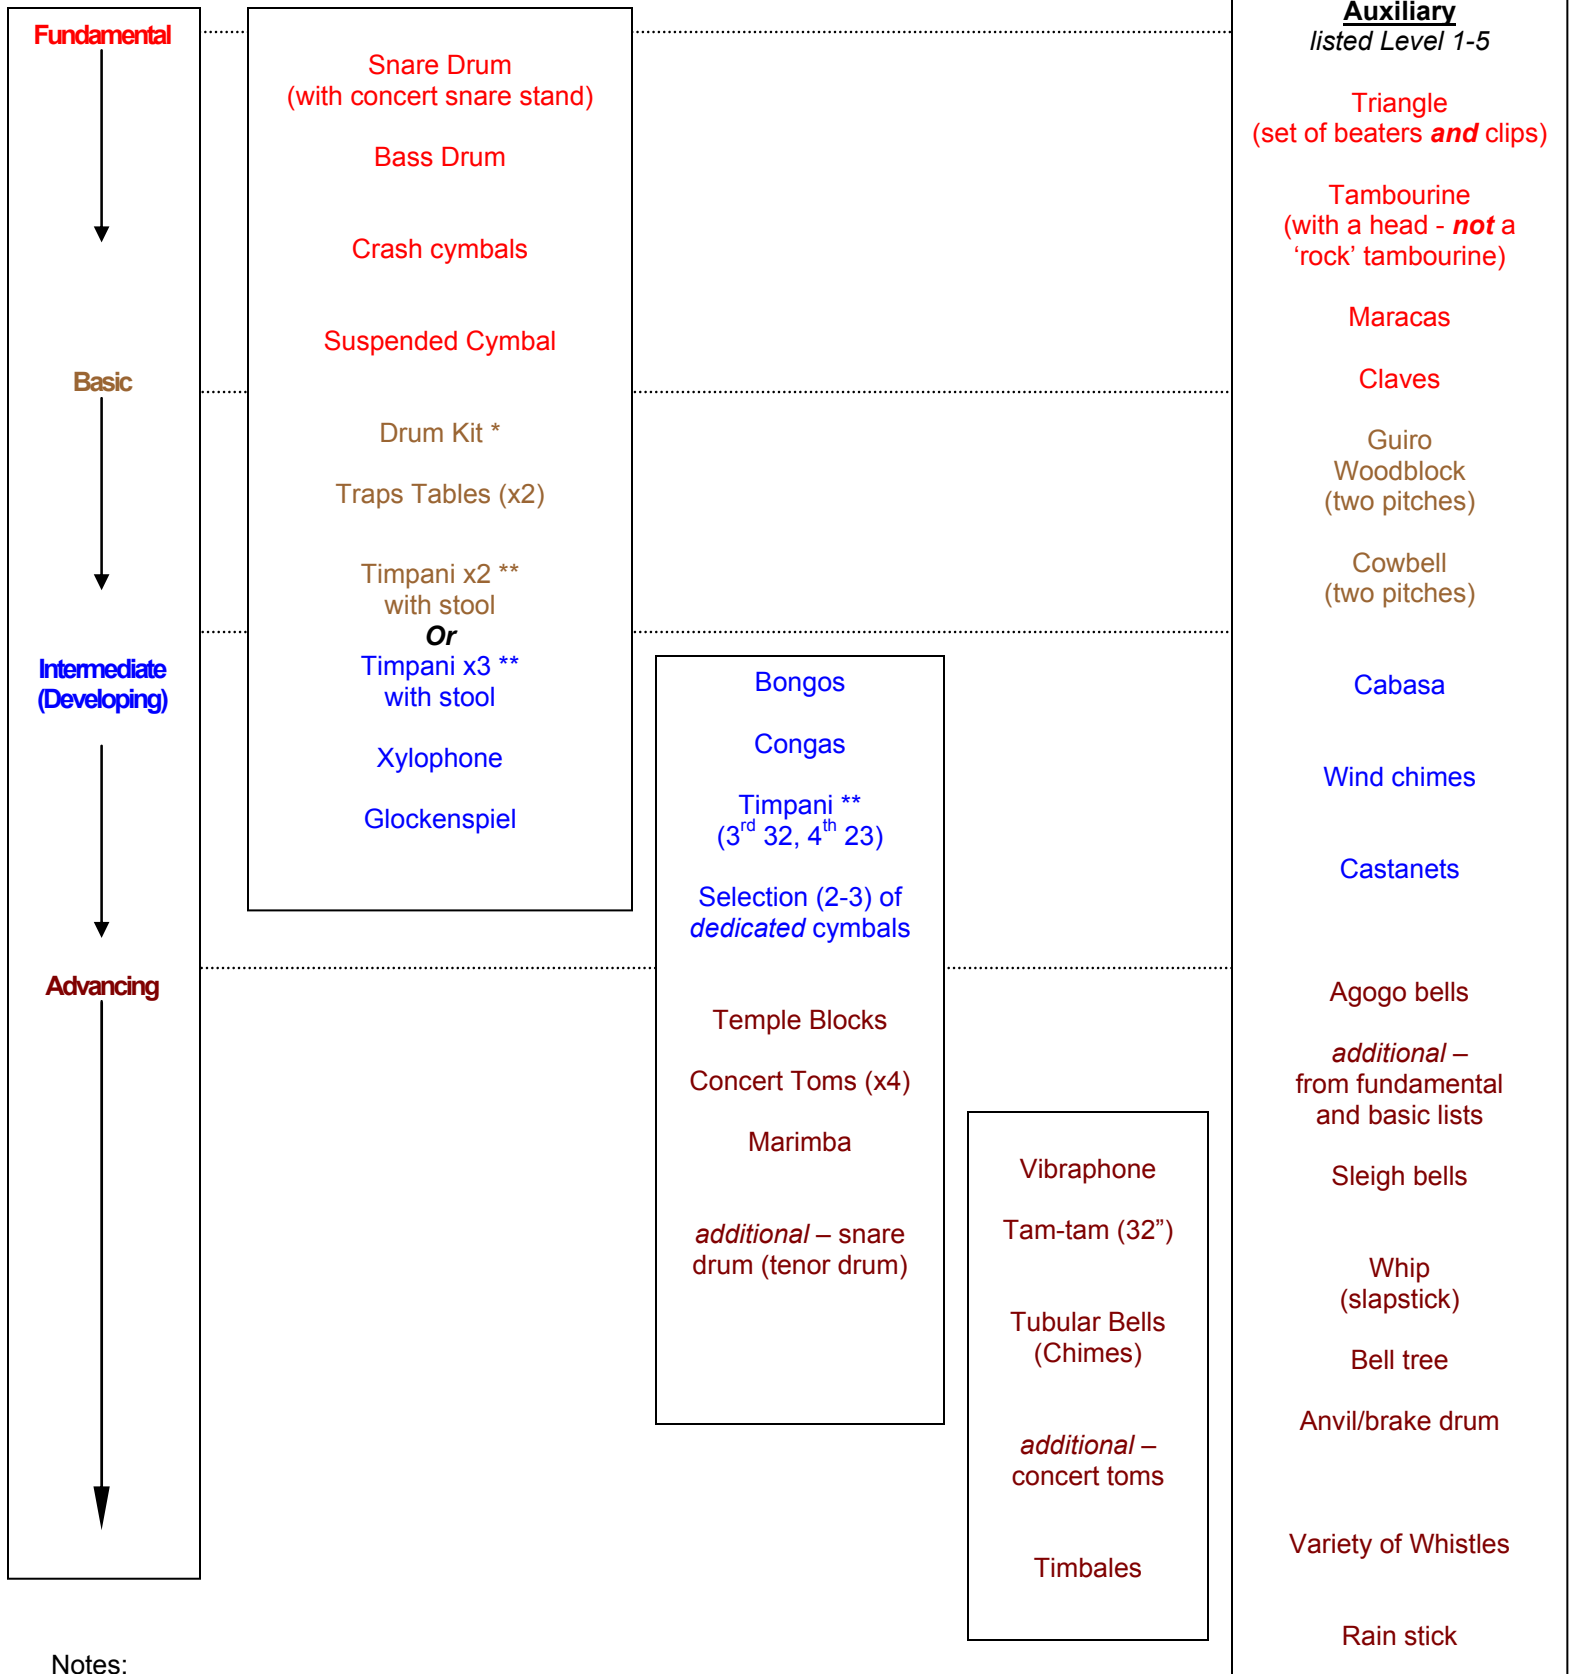 Fundamental
Basic
Intermediate
(Developing)
Advancing
Snare Drum
(with concert snare stand)
Bass Drum
Crash cymbals
Suspended Cymbal
Drum Kit *
Traps Tables (x2)
Timpani x2 **
with stool
Or
Timpani x3 **
with stool
Xylophone
Glockenspiel
Bongos
Congas
Timpani **
(3rd 32, 4th 23)
Selection (2-3) of
dedicated cymbals
Temple Blocks
Concert Toms (x4)
Marimba
additional – snare
drum (tenor drum)
Vibraphone
Tam-tam (32”)
Tubular Bells
(Chimes)
additional –
concert toms
Timbales
Auxiliary
listed Level 1-5
Triangle
(set of beaters and clips)
Tambourine
(with a head - not a
‘rock’ tambourine)
Maracas
Claves
Guiro
Woodblock
(two pitches)
Cowbell
(two pitches)
Cabasa
Wind chimes
Castanets
Agogo bells
additional –
from fundamental
and basic lists
Sleigh bells
Whip
(slapstick)
Bell tree
Anvil/brake drum
Variety of Whistles
Rain stick
Notes: